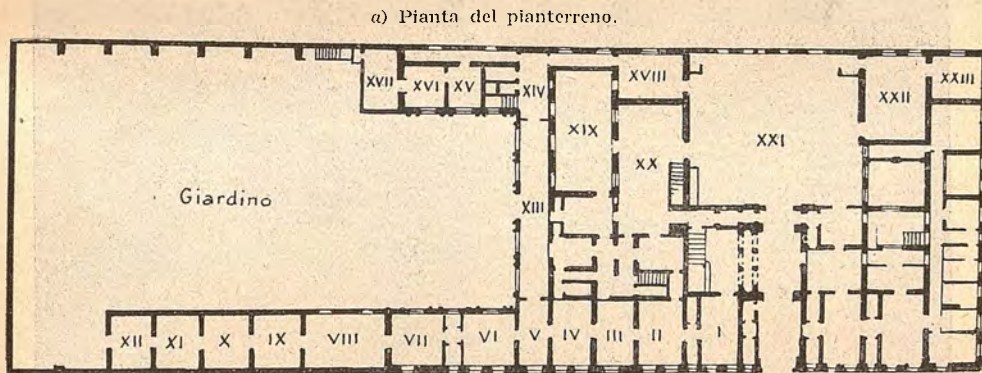 a) Pianta del pianterreno.
XVII XVI XV XIV XVIII XXII XXIII
XIX XX XXI
Giardino XIII
XII XI X IX VIII VII VI V IV III II I